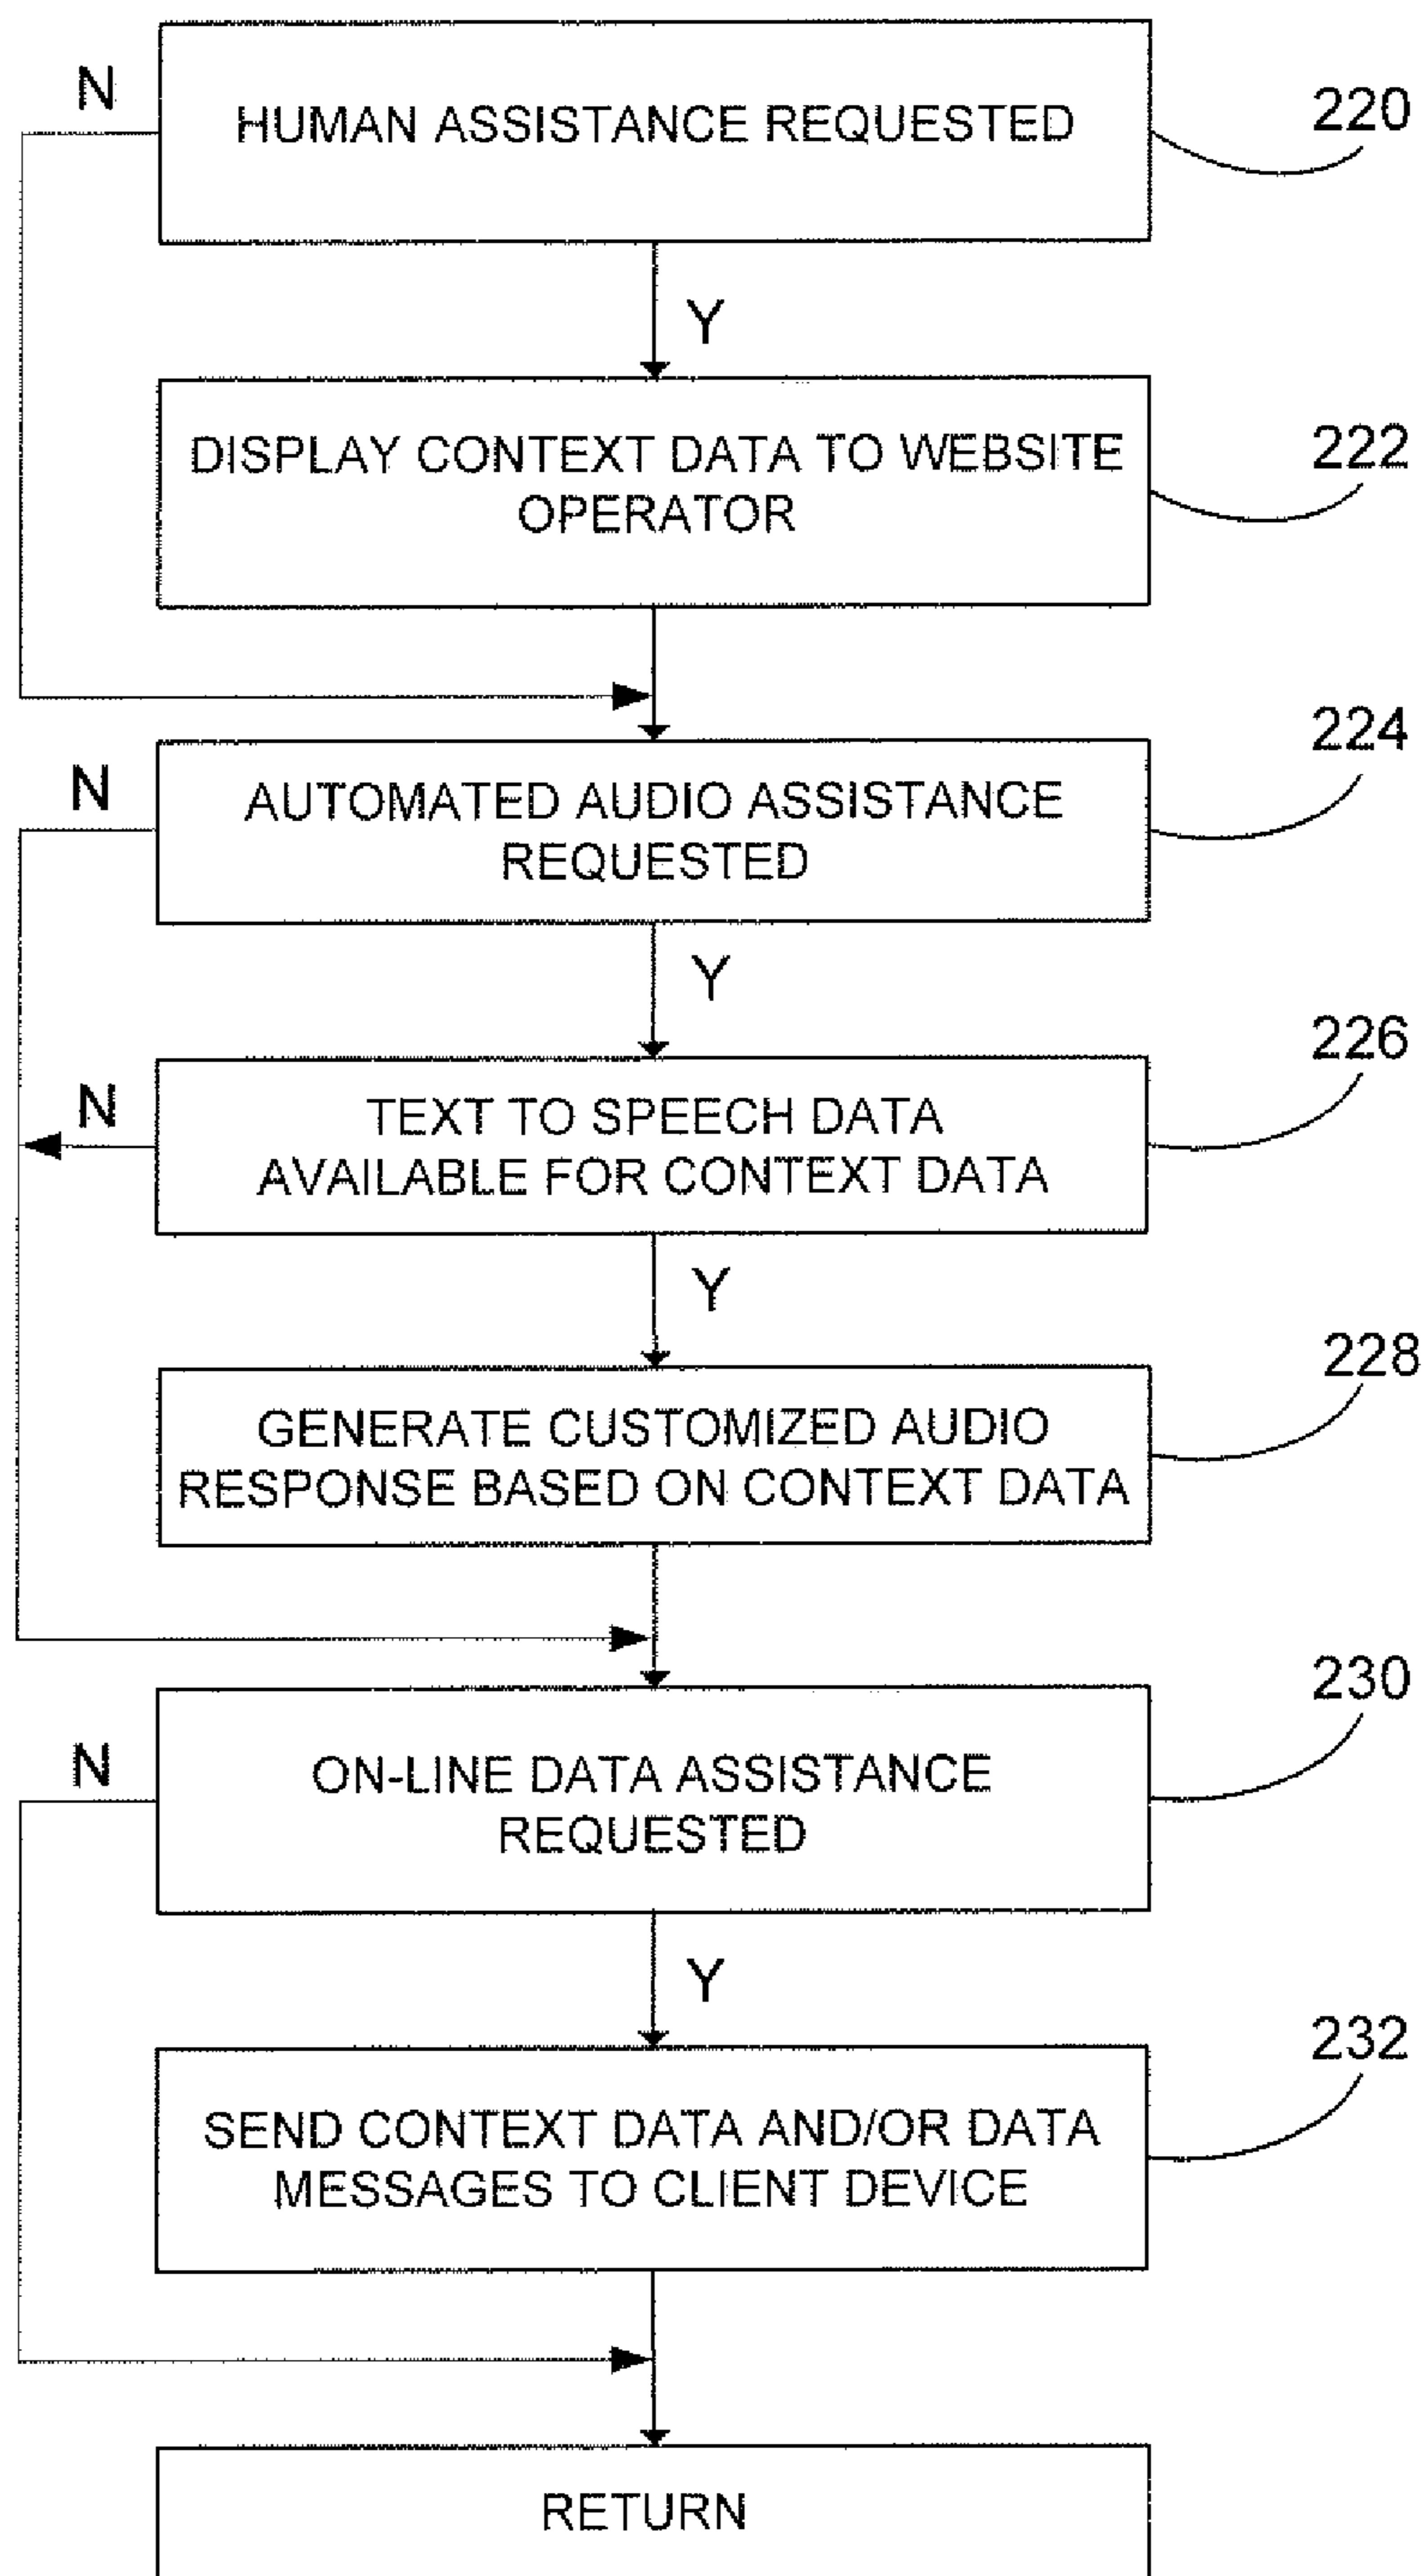 N
HUMAN ASSISTANCE REQUESTED
220
Y
DISPLAY CONTEXT DATA TO WEBSITE
OPERATOR
222
224
N
AUTOMATED AUDIO ASSISTANCE
REQUESTED
Y
226
N
TEXT TO SPEECH DATA
AVAILABLE FOR CONTEXT DATA
Y
228
GENERATE CUSTOMIZED AUDIO
RESPONSE BASED ON CONTEXT DATA
230
N
ON-LINE DATA ASSISTANCE
REQUESTED
Y
232
SEND CONTEXT DATA AND/OR DATA
MESSAGES TO CLIENT DEVICE
RETURN